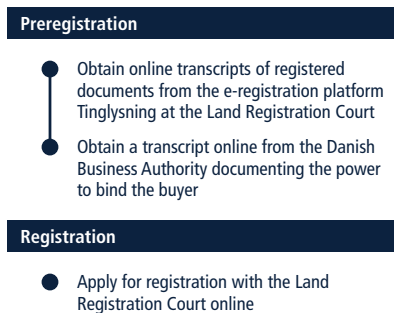 Preregistration
Obtain online transcripts of registered
documents from the e-registration platform
Tinglysning at the Land Registration Court
Obtain a transcript online from the Danish
Business Authority documenting the power
to bind the buyer
Registration
Apply for registration with the Land
Registration Court online